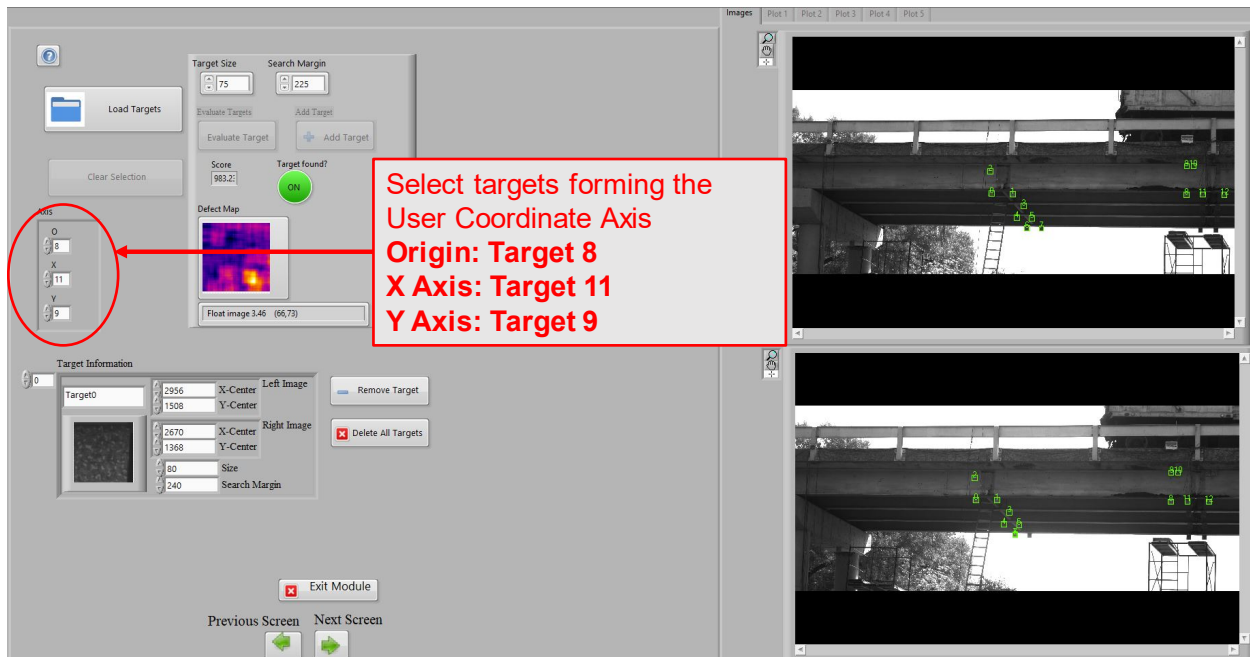 Images Plot 1 Plot 2 Plot 3 Plot 4 Plot 5
Target Size Search Margin
75 225
Load Targets
Evaluate Targets Add Target
Evaluate Target Add Target
Clear Selection
Score Target found?
983.2
ON
Defect Map
Float image 3.46 (66,73)
Axis
O
8
X
11
Y
9
Select targets forming the
User Coordinate Axis
Origin: Target 8
X Axis: Target 11
Y Axis: Target 9
Target Information
0
Target0
2956 X-Center Left Image
1508 Y-Center
2670 X-Center Right Image
1368 Y-Center
80 Size
240 Search Margin
Remove Target
Delete All Targets
Exit Module
Previous Screen Next Screen